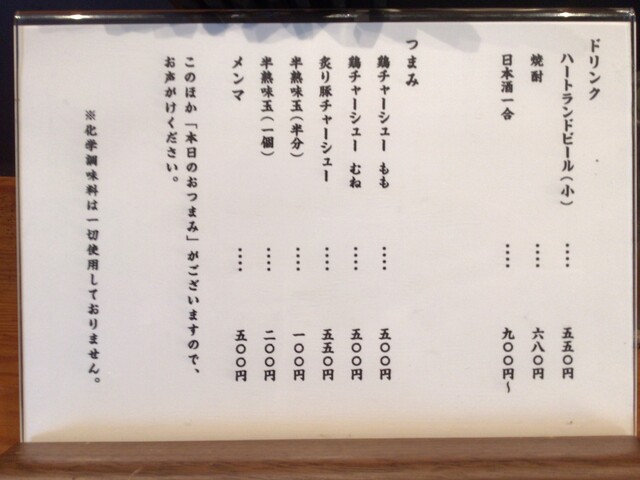 ドリンク
ハートランドビール（小） ‥‥ 五五〇円
焼酎 ‥‥ 六八〇円
日本酒一合 ‥‥ 九〇〇円～
つまみ
鶏チャーシュー もも ‥‥ 五〇〇円
鶏チャーシュー むね ‥‥ 五〇〇円
炙り豚チャーシュー ‥‥ 五五〇円
半熟味玉（半分） ‥‥ 一〇〇円
半熟味玉（一個） ‥‥ 二〇〇円
メンマ ‥‥ 五〇〇円
このほか「本日のおつまみ」がございますので、
お声がけください。
※化学調味料は一切使用しておりません。